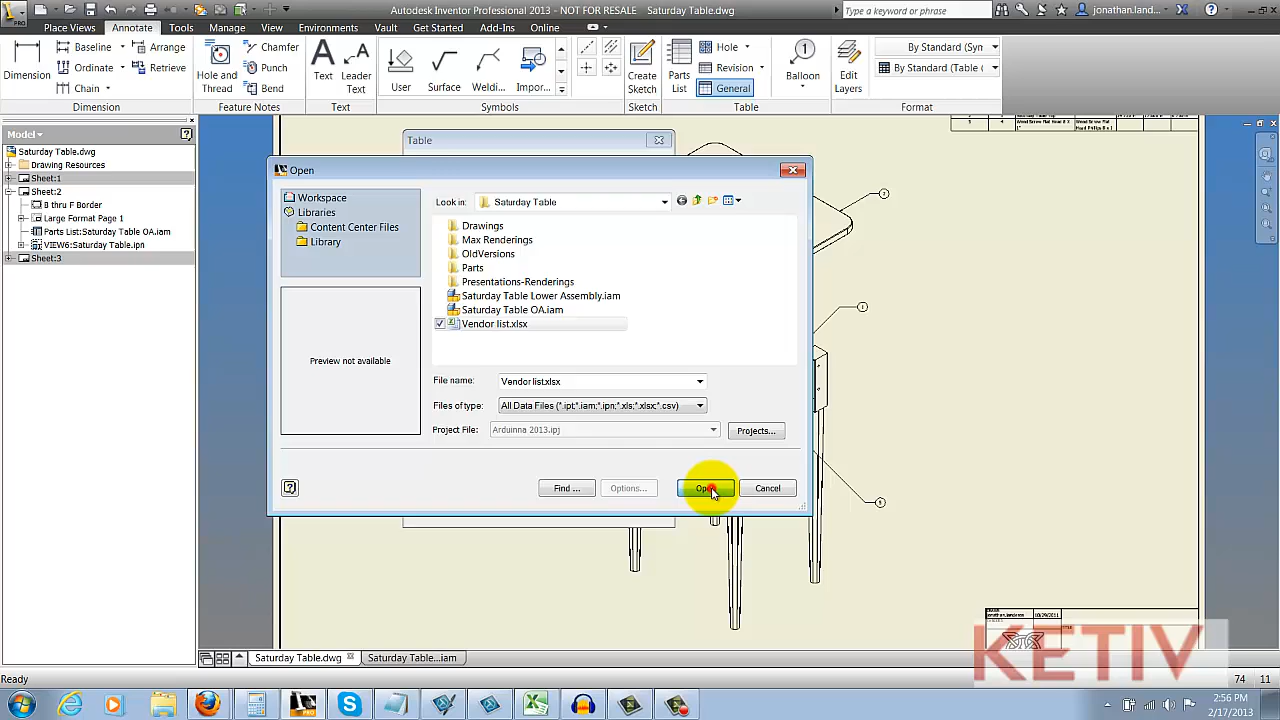 PRO
Autodesk Inventor Professional 2013 - NOT FOR RESALE   Saturday Table.dwg
Type a keyword or phrase
jonathan.land...
Place Views
Annotate
Tools
Manage
View
Environments
Vault
Get Started
Add-Ins
Online
Dimension
Baseline
Ordinate
Chain
Arrange
Retrieve
Dimension
Hole and Thread
Chamfer
Punch
Bend
Feature Notes
Text
Leader Text
Text
User
Surface
Weldi...
Impor...
Symbols
Create Sketch
Sketch
Parts List
Hole
Revision
General
Table
Balloon
Edit Layers
By Standard (Syn
By Standard (Table (
Format
Model
Saturday Table.dwg
Drawing Resources
Sheet:1
Sheet:2
B thru F Border
Large Format Page 1
Parts List:Saturday Table OA.iam
VIEW6:Saturday Table.ipn
Sheet:3
Table
Open
Workspace
Libraries
Content Center Files
Library
Preview not available
Look in:
Saturday Table
Drawings
Max Renderings
OldVersions
Parts
Presentations-Renderings
Saturday Table Lower Assembly.iam
Saturday Table OA.iam
Vendor list.xlsx
File name:
Vendor list.xlsx
Files of type:
All Data Files (*.ipt;*.iam;*.ipn;*.xls;*.xlsx;*.csv)
Project File:
Arduinna 2013.ipj
Projects...
Find ...
Options...
Open
Cancel
10/29/2011
KETIV
Saturday Table.dwg
Saturday Table...iam
Ready
74
11
2:56 PM
2/17/2013